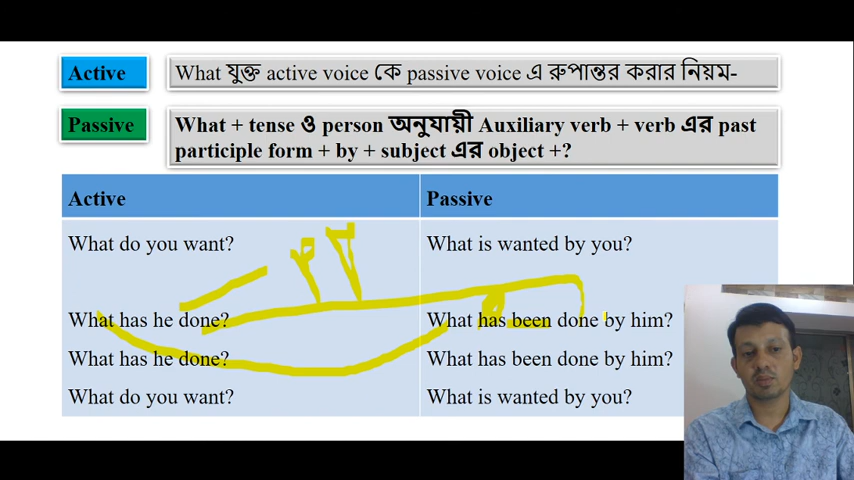 Active What যুক্ত active voice কে passive voice এ রুপান্তর করার নিয়ম-
Passive What + tense ও person অনুযায়ী Auxiliary verb + verb এর past
participle form + by + subject এর object +?
Active Passive
What do you want? What is wanted by you?
What has he done? What has been done by him?
What has he done? What has been done by him?
What do you want? What is wanted by you?